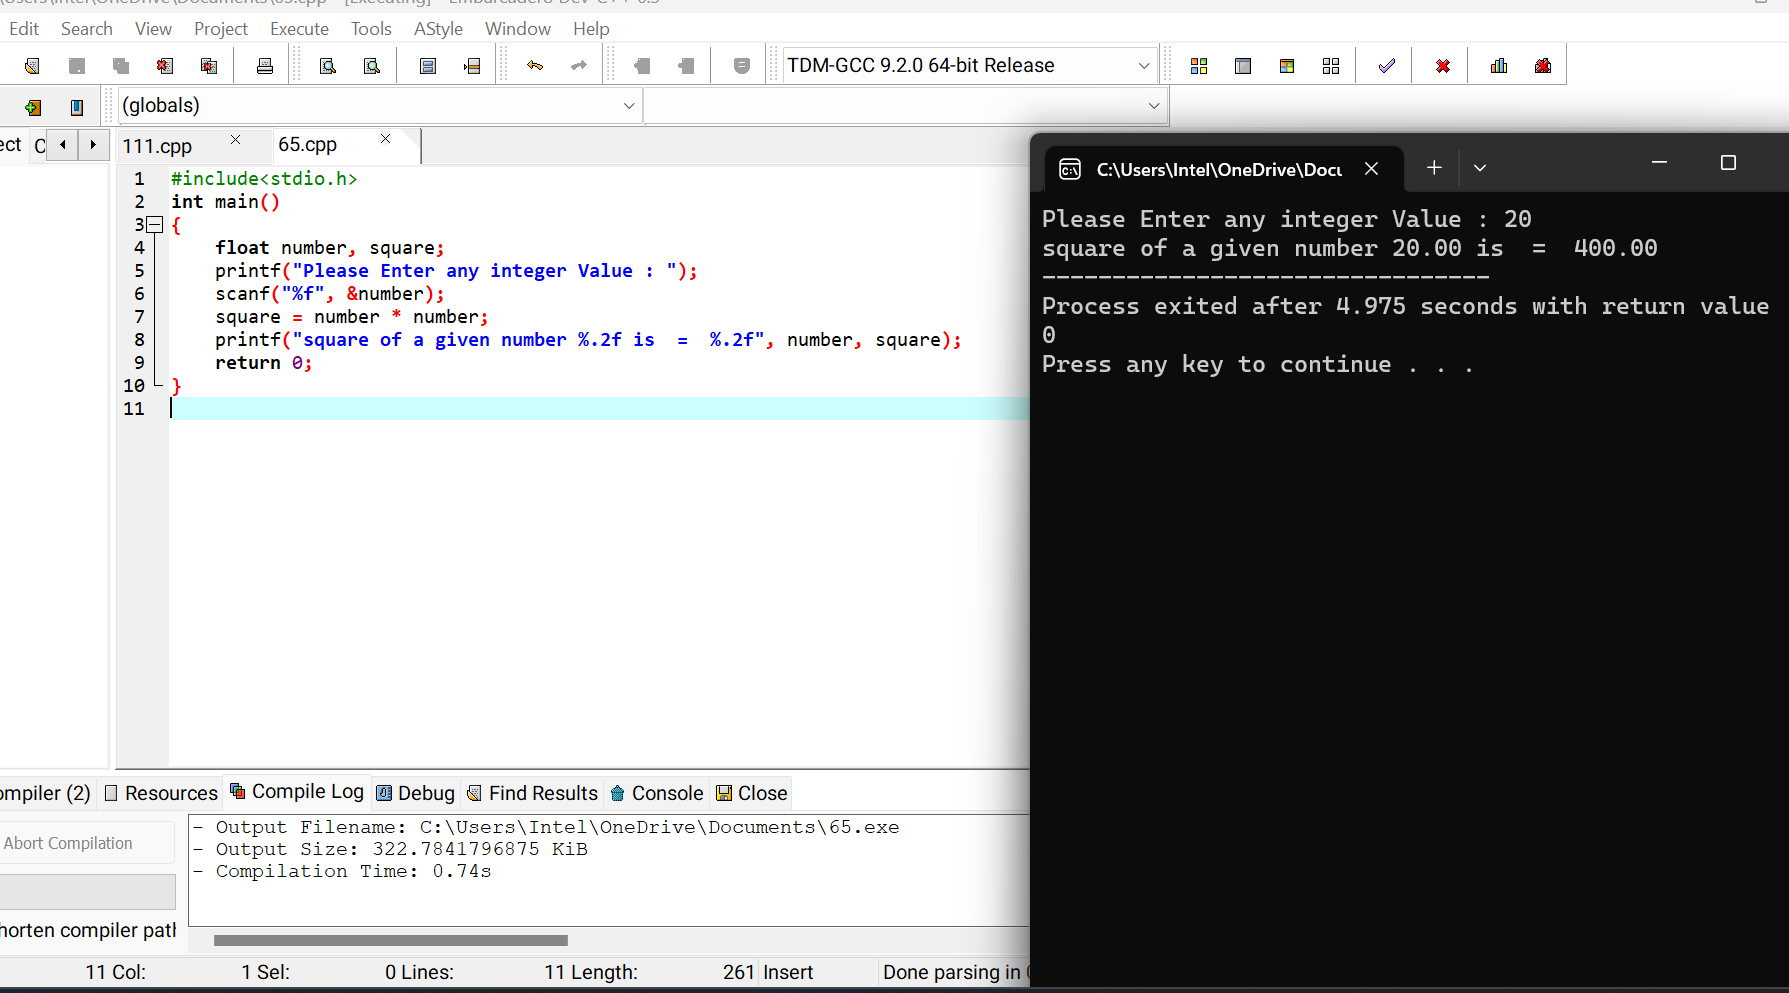 Edit Search View Project Execute Tools AStyle Window Help
TDM-GCC 9.2.0 64-bit Release
(globals)
111.cpp
65.cpp
1 #include<stdio.h>
2 int main()
3 {
4 float number, square;
5 printf("Please Enter any integer Value : ");
6 scanf("%f", &number);
7 square = number * number;
8 printf("square of a given number %.2f is  =  %.2f", number, square);
9 return 0;
10 }
11
C:\Users\Intel\OneDrive\Docu
Please Enter any integer Value : 20
square of a given number 20.00 is  =  400.00
--------------------------------
Process exited after 4.975 seconds with return value
0
Press any key to continue . . .
(2) Resources Compile Log Debug Find Results Console Close
Abort Compilation
- Output Filename: C:\Users\Intel\OneDrive\Documents\65.exe
- Output Size: 322.7841796875 KiB
- Compilation Time: 0.74s
compiler
11 Col: 1 Sel: 0 Lines: 11 Length: 261 Insert Done parsing in